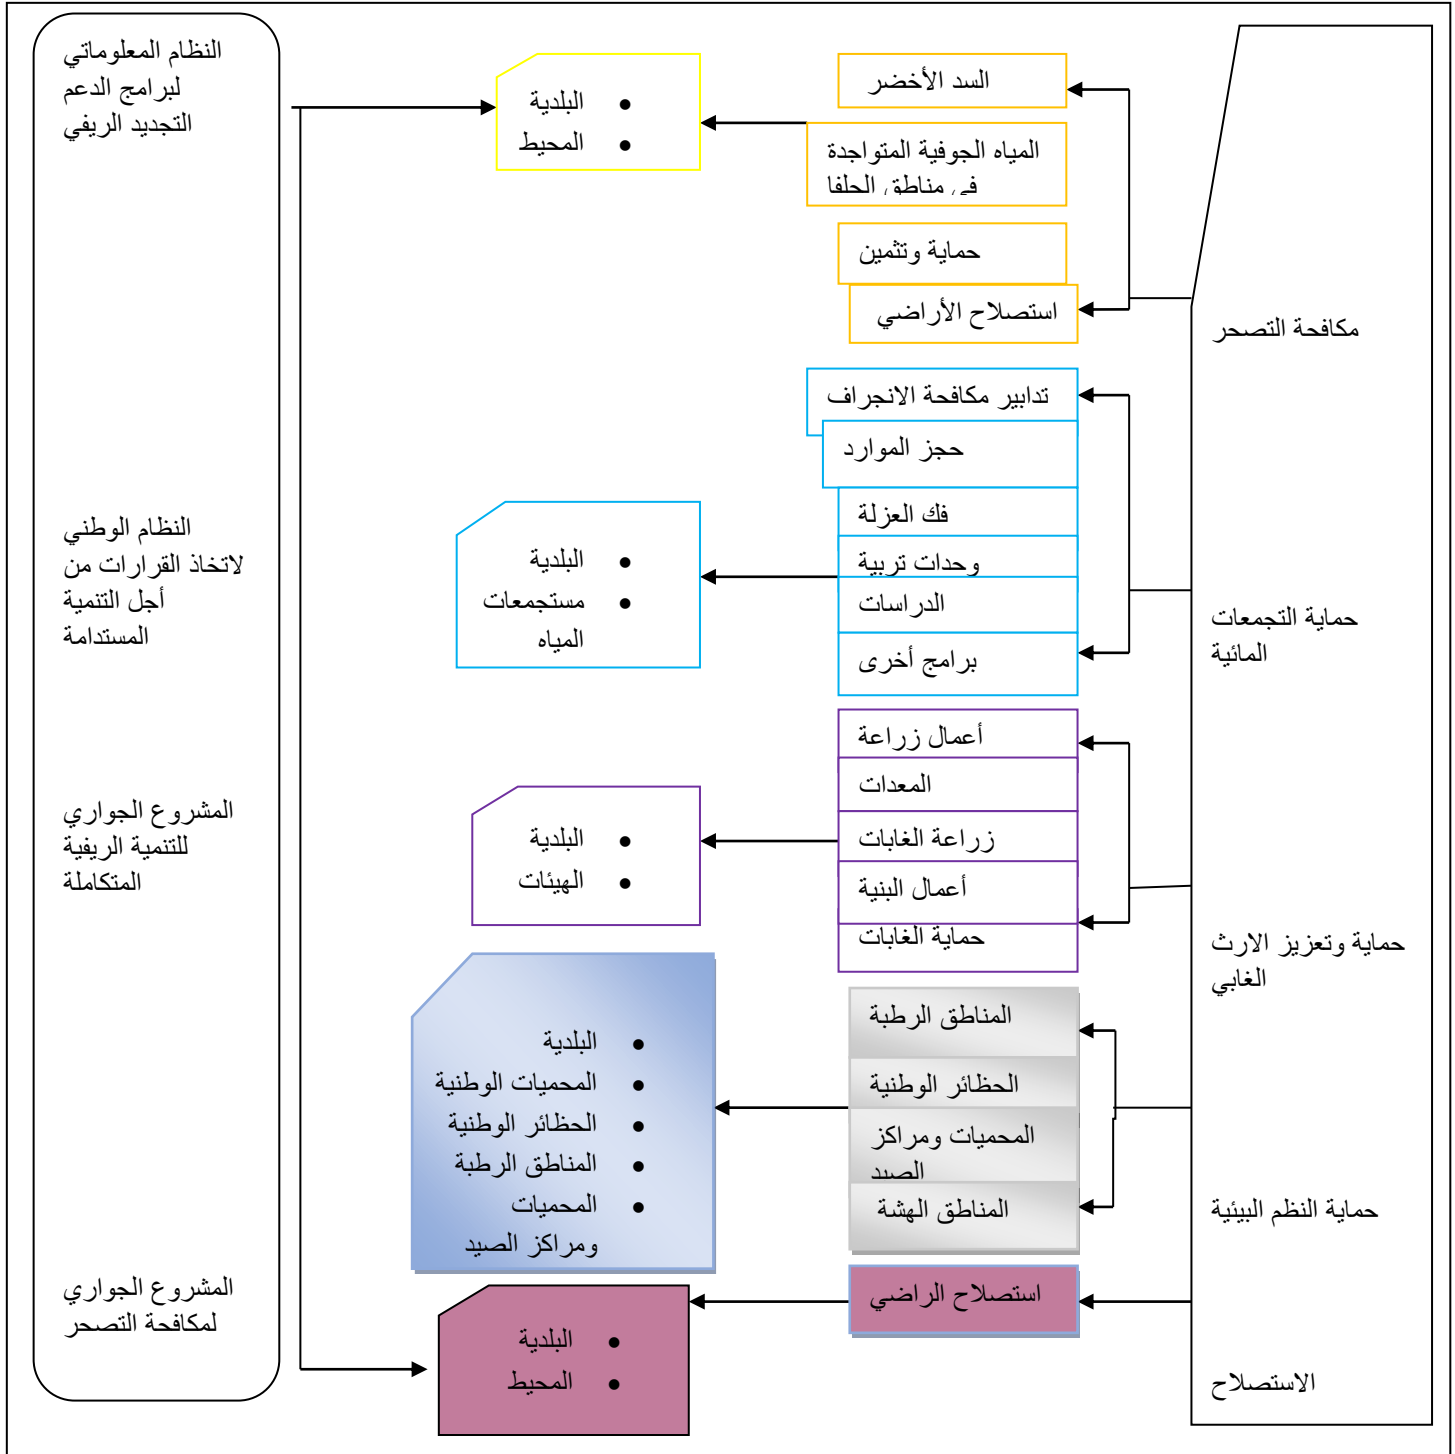 مكافحة التصحر
حماية التجمعات
المائية
حماية وتعزيز الارث
الغابي
حماية النظم البيئية
الاستصلاح
السد الأخضر
المياه الجوفية المتواجدة
في مناطق الحلفا
حماية وتثمين
استصلاح الأراضي
تدابير مكافحة الانجراف
حجز الموارد
فك العزلة
وحدات تربية
الدراسات
برامج أخرى
أعمال زراعة
المعدات
زراعة الغابات
أعمال البنية
حماية الغابات
المناطق الرطبة
الحظائر الوطنية
المحميات ومراكز
الصيد
المناطق الهشة
استصلاح الراضي
• البلدية
• المحيط
• البلدية
• مستجمعات
المياه
• البلدية
• الهيئات
• البلدية
• المحميات الوطنية
• الحظائر الوطنية
• المناطق الرطبة
• المحميات
ومراكز الصيد
• البلدية
• المحيط
النظام المعلوماتي
لبرامج الدعم
التجديد الريفي
النظام الوطني
لاتخاذ القرارات من
أجل التنمية
المستدامة
المشروع الجواري
للتنمية الريفية
المتكاملة
المشروع الجواري
لمكافحة التصحر